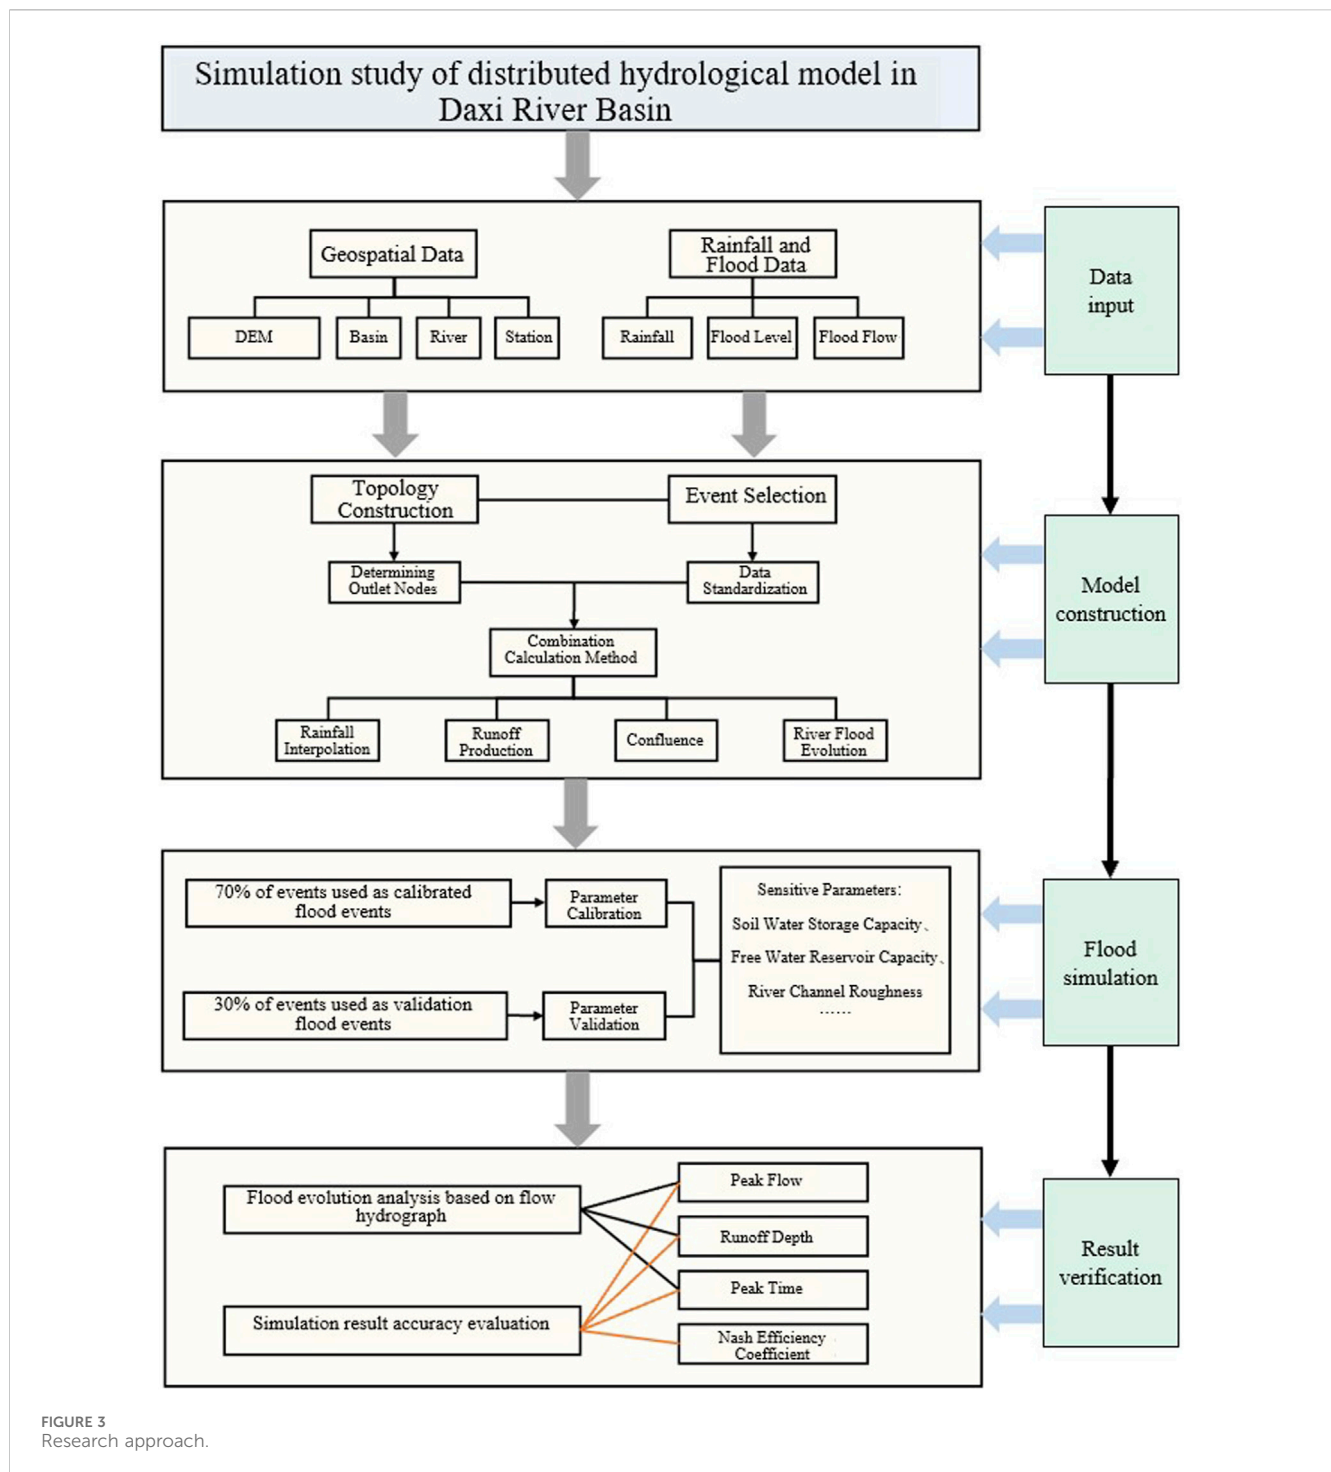 Simulation study of distributed hydrological model in
Daxi River Basin
Geospatial Data
Rainfall and
Flood Data
DEM
Basin
River
Station
Rainfall
Flood Level
Flood Flow
Data
input
Topology
Construction
Event Selection
Determining
Outlet Nodes
Data
Standardization
Combination
Calculation Method
Rainfall
Interpolation
Runoff
Production
Confluence
River Flood
Evolution
Model
construction
70% of events used as calibrated
flood events
Parameter
Calibration
30% of events used as validation
flood events
Parameter
Validation
Sensitive Parameters:
Soil Water Storage Capacity、
Free Water Reservoir Capacity、
River Channel Roughness
……
Flood
simulation
Flood evolution analysis based on flow
hydrograph
Simulation result accuracy evaluation
Peak Flow
Runoff Depth
Peak Time
Nash Efficiency
Coefficient
Result
verification
FIGURE 3
Research approach.